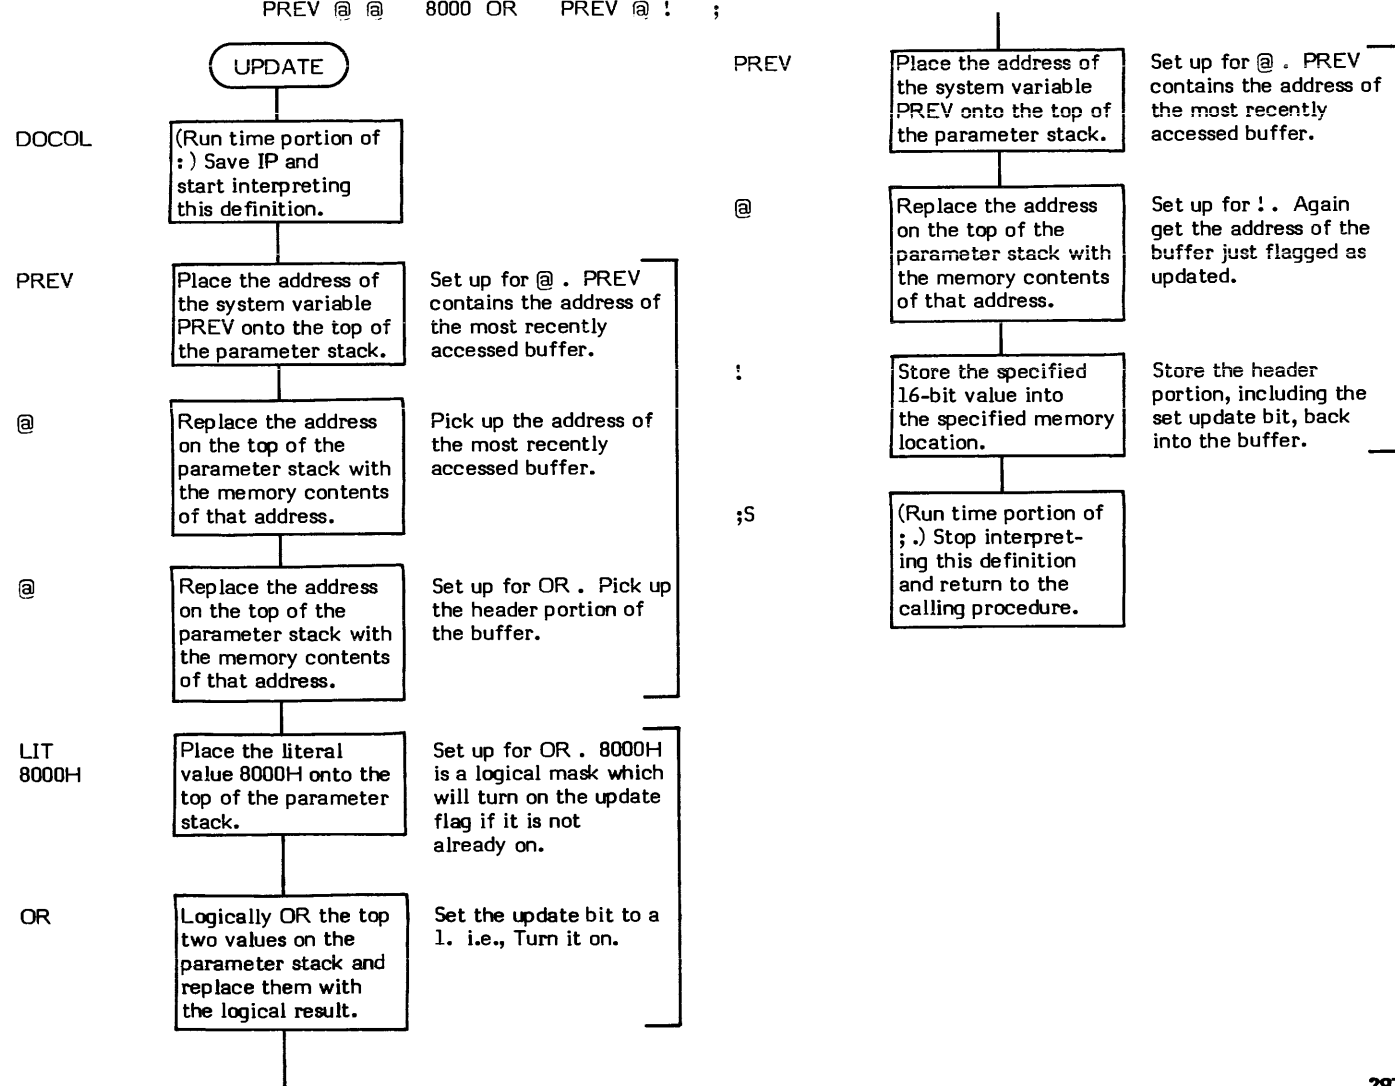 PREV @ @ 8000 OR PREV @ ! ;
UPDATE
DOCOL
(Run time portion of
: ) Save IP and
start interpreting
this definition.
PREV
Place the address of
the system variable
PREV onto the top of
the parameter stack.
Set up for @ . PREV
contains the address of
the most recently
accessed buffer.
@
Replace the address
on the top of the
parameter stack with
the memory contents
of that address.
Pick up the address of
the most recently
accessed buffer.
@
Replace the address
on the top of the
parameter stack with
the memory contents
of that address.
Set up for OR . Pick up
the header portion of
the buffer.
LIT
8000H
Place the literal
value 8000H onto the
top of the parameter
stack.
Set up for OR . 8000H
is a logical mask which
will turn on the update
flag if it is not
already on.
OR
Logically OR the top
two values on the
parameter stack and
replace them with
the logical result.
Set the update bit to a
1. i.e., Turn it on.
PREV
Place the address of
the system variable
PREV onto the top of
the parameter stack.
Set up for @ . PREV
contains the address of
the most recently
accessed buffer.
@
Replace the address
on the top of the
parameter stack with
the memory contents
of that address.
Set up for ! . Again
get the address of the
buffer just flagged as
updated.
!
Store the specified
16-bit value into
the specified memory
location.
Store the header
portion, including the
set update bit, back
into the buffer.
;S
(Run time portion of
; .) Stop interpret-
ing this definition
and return to the
calling procedure.